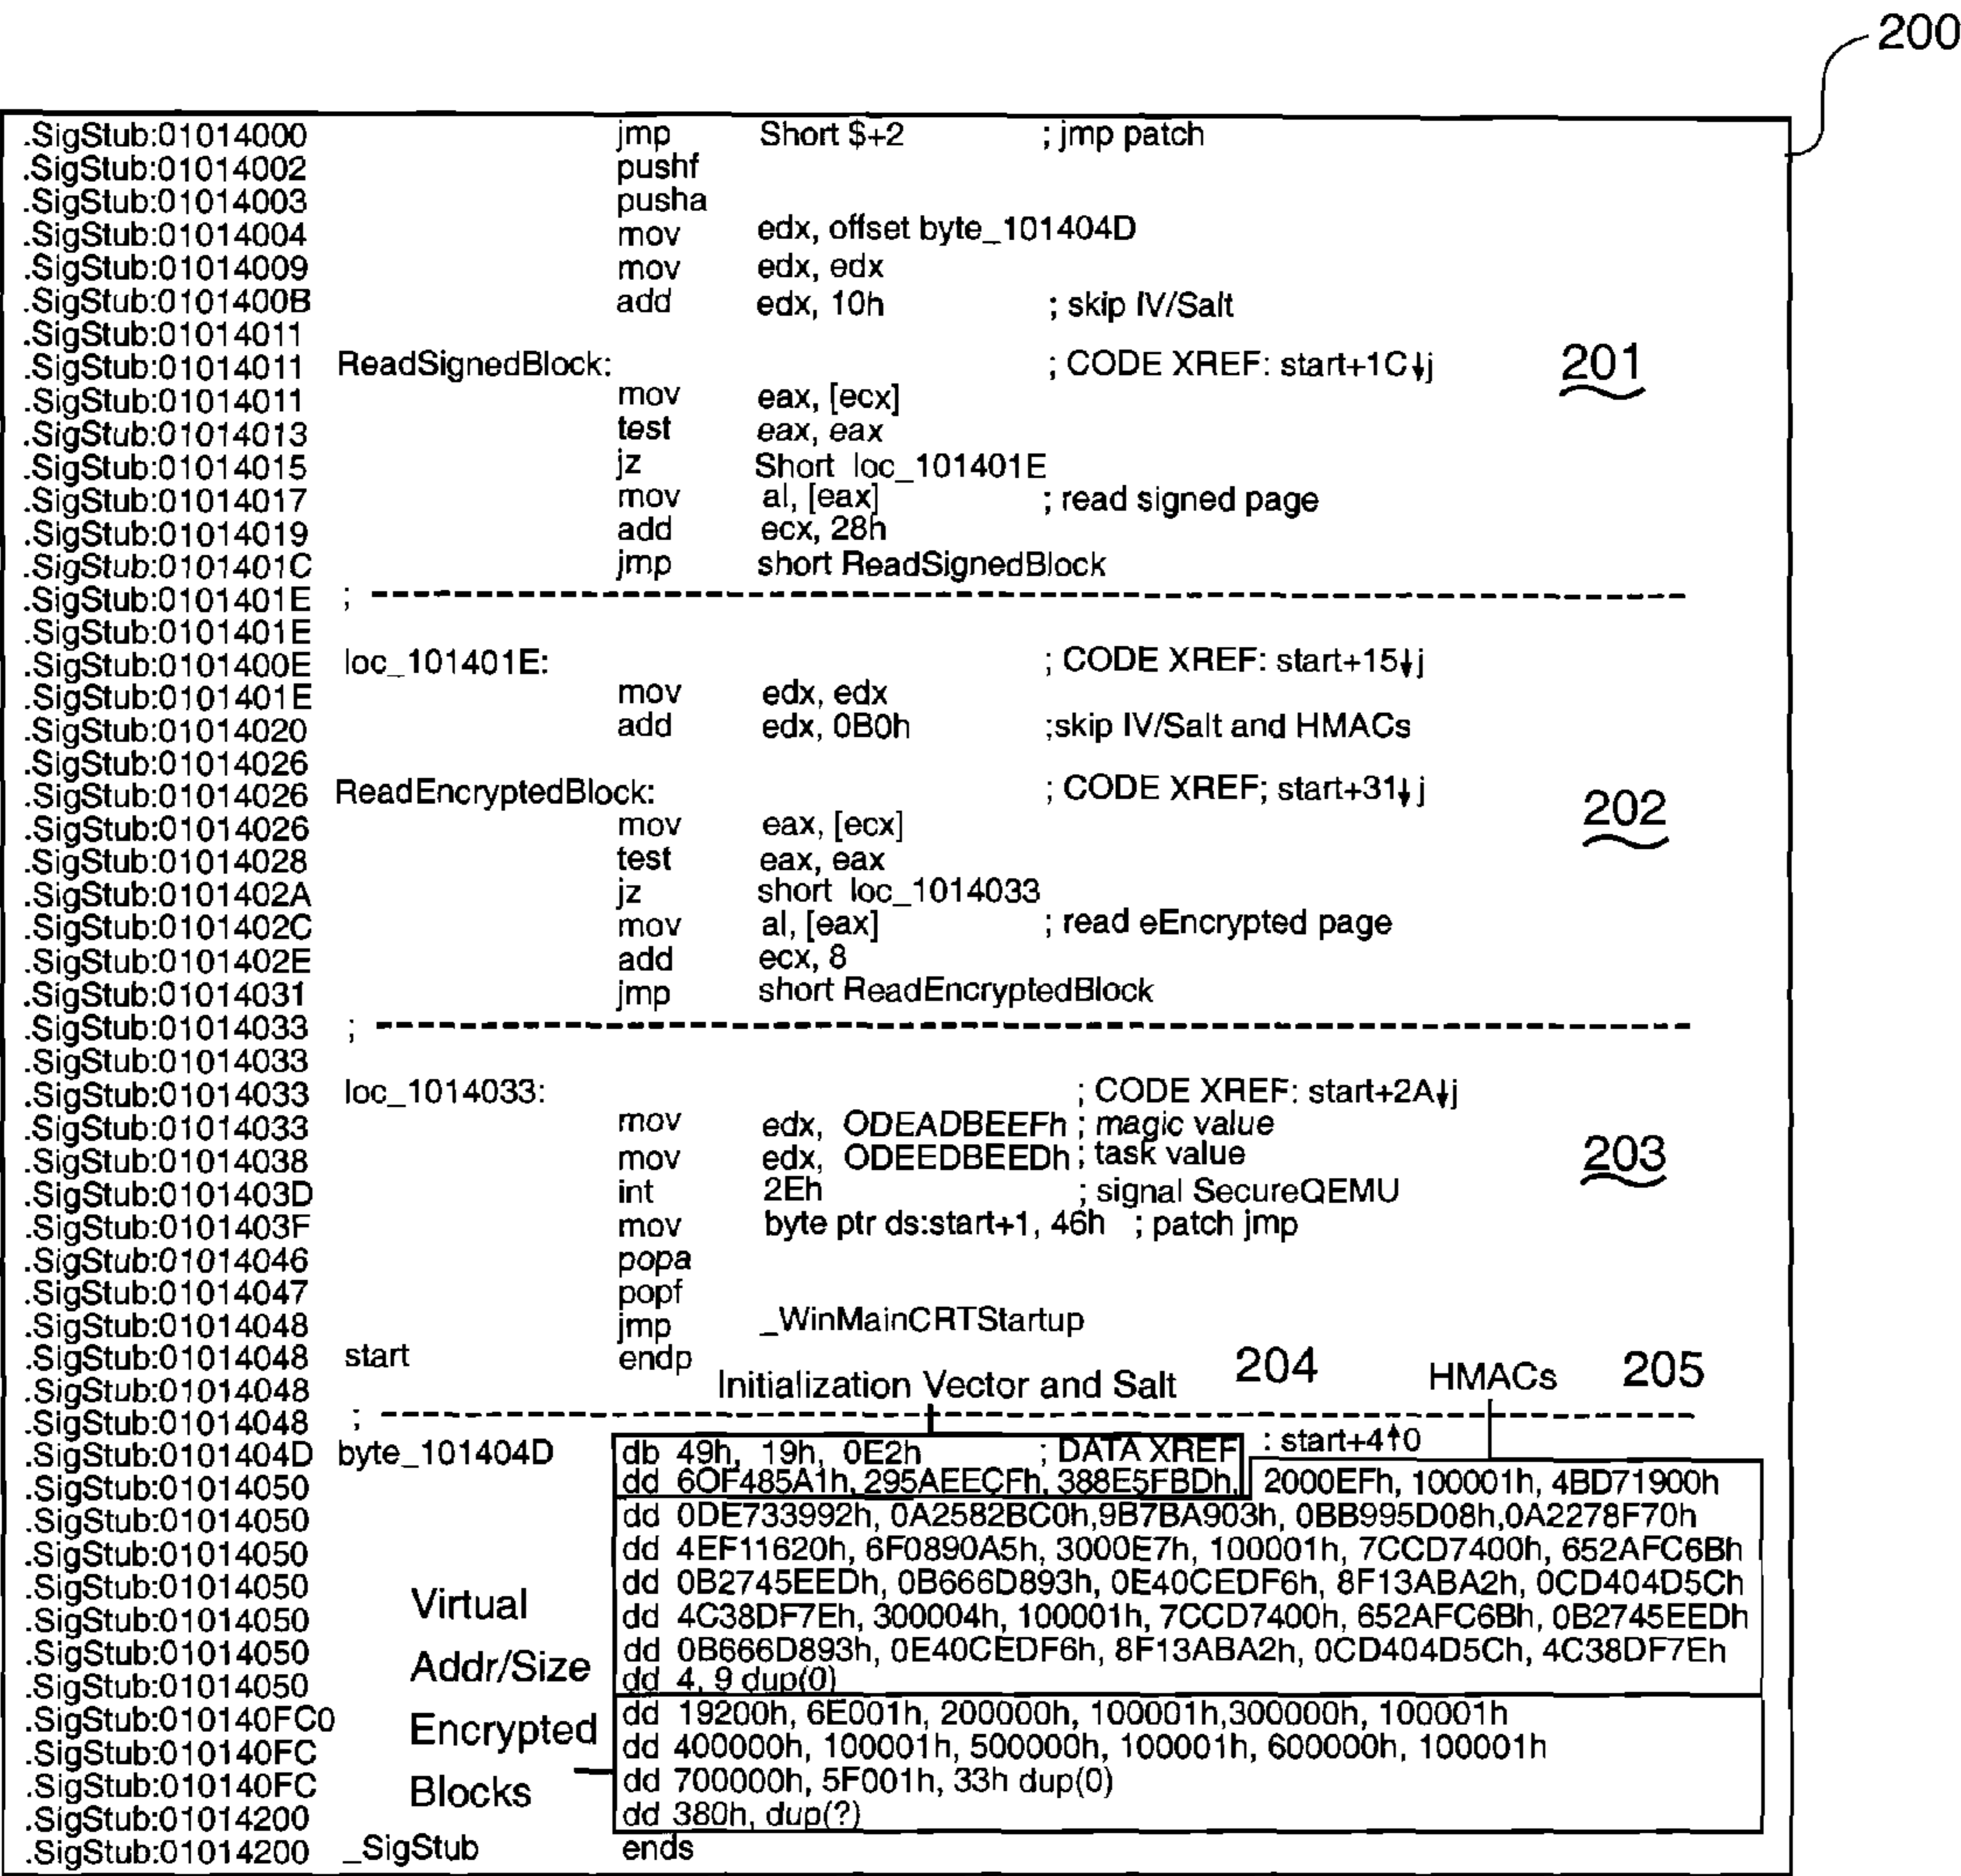 200
.SigStub:01014000 jmp Short $+2 ; jmp patch
.SigStub:01014002 pushf
.SigStub:01014003 pusha
.SigStub:01014004 mov edx, offset byte_101404D
.SigStub:01014009 mov edx, edx
.SigStub:0101400B add edx, 10h ; skip IV/Salt
.SigStub:01014011
.SigStub:01014011 ReadSignedBlock: ; CODE XREF: start+1C↓j 201
.SigStub:01014011 mov eax, [ecx]
.SigStub:01014013 test eax, eax
.SigStub:01014015 jz Short loc_101401E
.SigStub:01014017 mov al, [eax] ; read signed page
.SigStub:01014019 add ecx, 28h
.SigStub:0101401C jmp short ReadSignedBlock
.SigStub:0101401E ; ------------------------------------------------------------
.SigStub:0101401E
.SigStub:0101400E loc_101401E: ; CODE XREF: start+15↓j
.SigStub:0101401E mov edx, edx
.SigStub:01014020 add edx, 0B0h ;skip IV/Salt and HMACs
.SigStub:01014026
.SigStub:01014026 ReadEncryptedBlock: ; CODE XREF; start+31↓j 202
.SigStub:01014026 mov eax, [ecx]
.SigStub:01014028 test eax, eax
.SigStub:0101402A jz short loc_1014033
.SigStub:0101402C mov al, [eax] ; read eEncrypted page
.SigStub:0101402E add ecx, 8
.SigStub:01014031 jmp short ReadEncryptedBlock
.SigStub:01014033 ; ------------------------------------------------------------
.SigStub:01014033
.SigStub:01014033 loc_1014033: ; CODE XREF: start+2A↓j
.SigStub:01014033 mov edx, ODEADBEEFh ; magic value
.SigStub:01014038 mov edx, ODEEDBEEDh ; task value 203
.SigStub:0101403D int 2Eh ; signal SecureQEMU
.SigStub:0101403F mov byte ptr ds:start+1, 46h ; patch jmp
.SigStub:01014046 popa
.SigStub:01014047 popf
.SigStub:01014048 jmp _WinMainCRTStartup
.SigStub:01014048 start endp
.SigStub:01014048 Initialization Vector and Salt 204 HMACs 205
.SigStub:01014048 ; ------------------------------------------------------------
.SigStub:0101404D byte_101404D db 49h, 19h, 0E2h ; DATA XREF : start+4↑0
.SigStub:01014050 dd 6OF485A1h, 295AEECFh, 388E5FBDh, 2000EFh, 100001h, 4BD71900h
.SigStub:01014050 dd 0DE733992h, 0A2582BC0h,9B7BA903h, 0BB995D08h,0A2278F70h
.SigStub:01014050 dd 4EF11620h, 6F0890A5h, 3000E7h, 100001h, 7CCD7400h, 652AFC6Bh
.SigStub:01014050 dd 0B2745EEDh, 0B666D893h, 0E40CEDF6h, 8F13ABA2h, 0CD404D5Ch
.SigStub:01014050 Virtual dd 4C38DF7Eh, 300004h, 100001h, 7CCD7400h, 652AFC6Bh, 0B2745EEDh
.SigStub:01014050 Addr/Size dd 0B666D893h, 0E40CEDF6h, 8F13ABA2h, 0CD404D5Ch, 4C38DF7Eh
.SigStub:01014050 dd 4, 9 dup(0)
.SigStub:010140FC0 Encrypted dd 19200h, 6E001h, 200000h, 100001h,300000h, 100001h
.SigStub:010140FC dd 400000h, 100001h, 500000h, 100001h, 600000h, 100001h
.SigStub:010140FC Blocks dd 700000h, 5F001h, 33h dup(0)
.SigStub:01014200 dd 380h, dup(?)
.SigStub:01014200 _SigStub ends